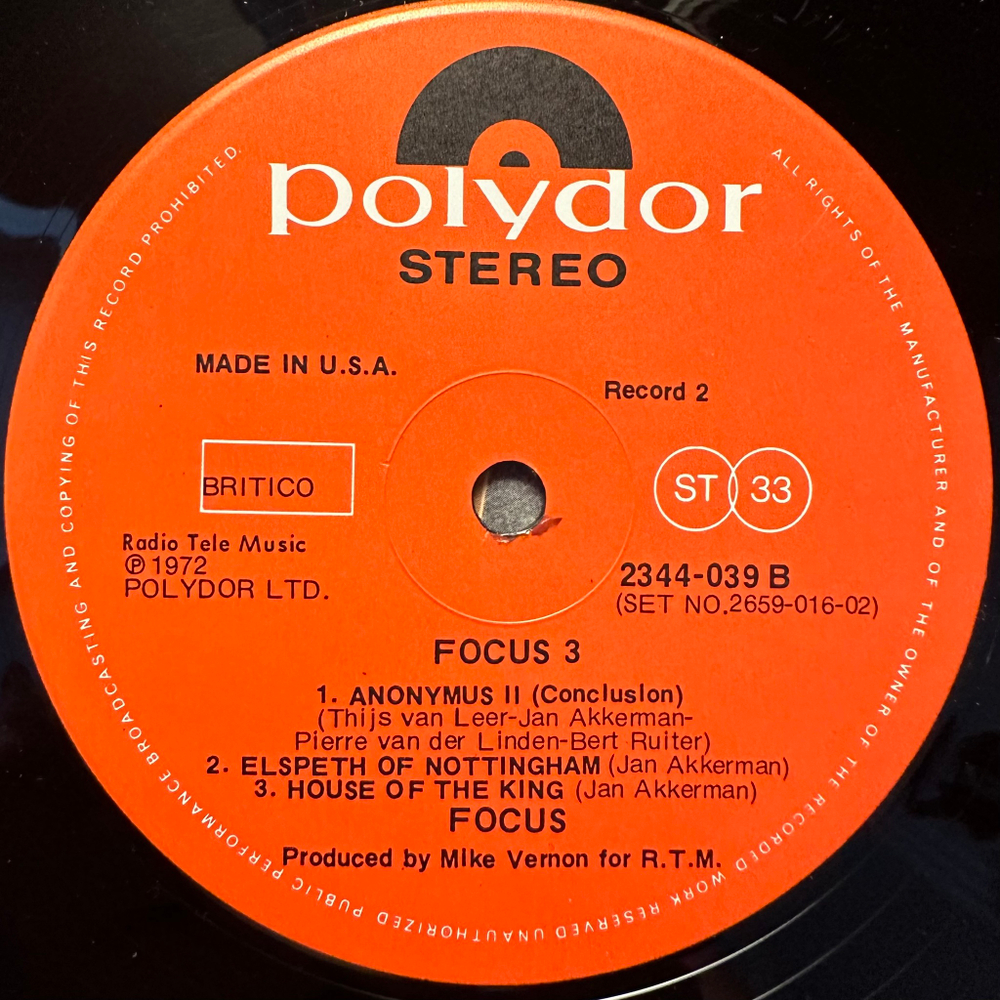 polydor
STEREO
MADE IN U.S.A.
Record 2
BRITICO
ST 33
Radio Tele Music
℗ 1972
POLYDOR LTD.
2344-039 B
(SET NO.2659-016-02)
FOCUS 3
1. ANONYMUS II (Conclusion)
(Thijs van Leer-Jan Akkerman-
Pierre van der Linden-Bert Ruiter)
2. ELSPETH OF NOTTINGHAM (Jan Akkerman)
3. HOUSE OF THE KING (Jan Akkerman)
FOCUS
Produced by Mike Vernon for R.T.M.
ALL RIGHTS OF THE MANUFACTURER AND OF THE OWNER OF THE RECORDED WORK RESERVED UNAUTHORIZED PUBLIC PERFORMANCE BROADCASTING AND COPYING OF THIS RECORD PROHIBITED.